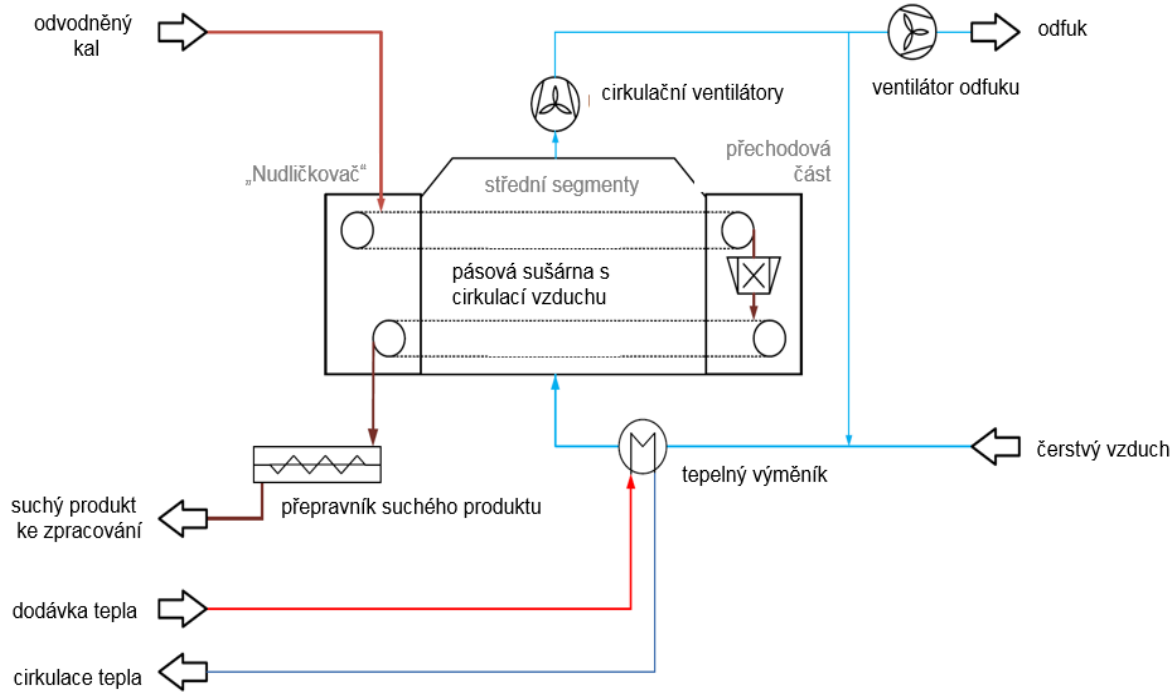 odvodněný
kal
odfuk
cirkulační ventilátory
ventilátor odfuku
„Nudličkovač“
střední segmenty
přechodová
část
pásová sušárna s
cirkulací vzduchu
čerstvý vzduch
tepelný výměník
suchý produkt
ke zpracování
přepravník suchého produktu
dodávka tepla
cirkulace tepla